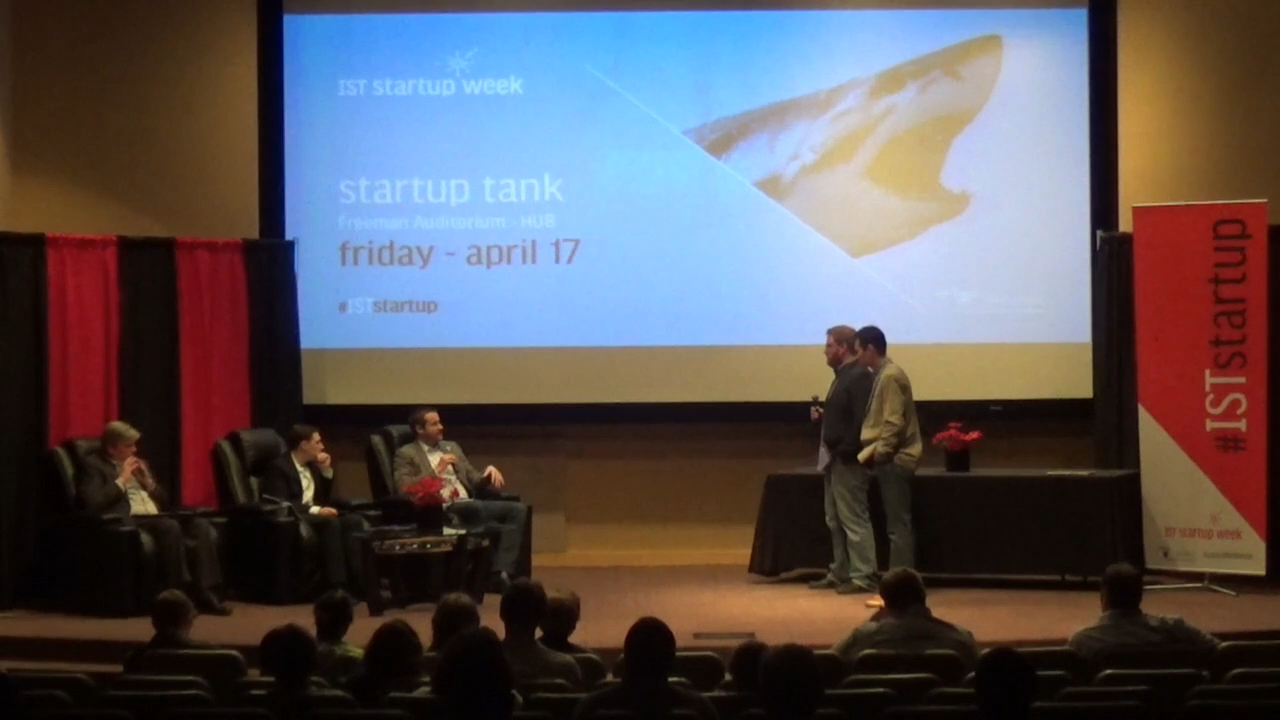 IST startup week
startup tank
Freeman Auditorium - HUB
friday - april 17
#ISTstartup
#ISTstartup
IST startup week